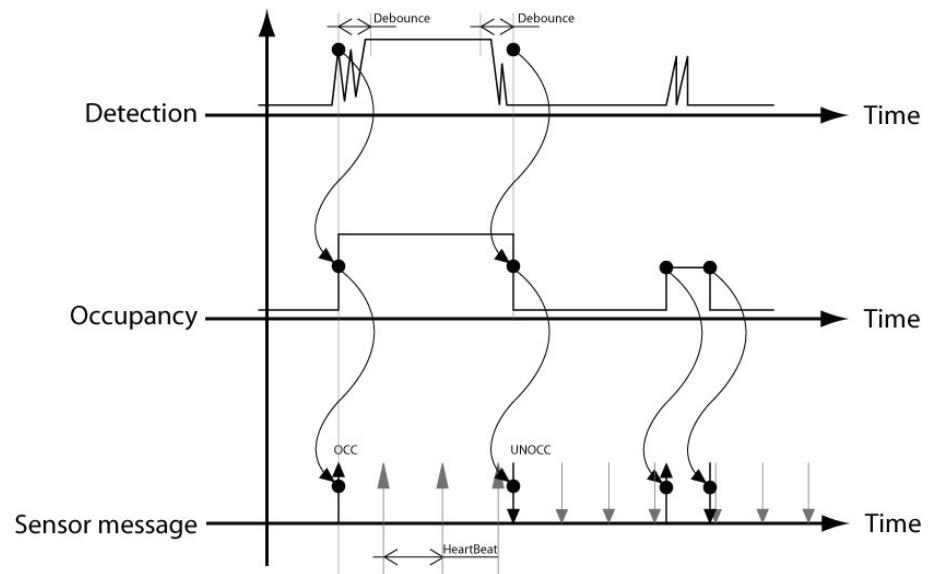 Debounce
Debounce
Detection
Time
Occupancy
Time
OCC
UNOCC
Sensor message
Time
HeartBeat